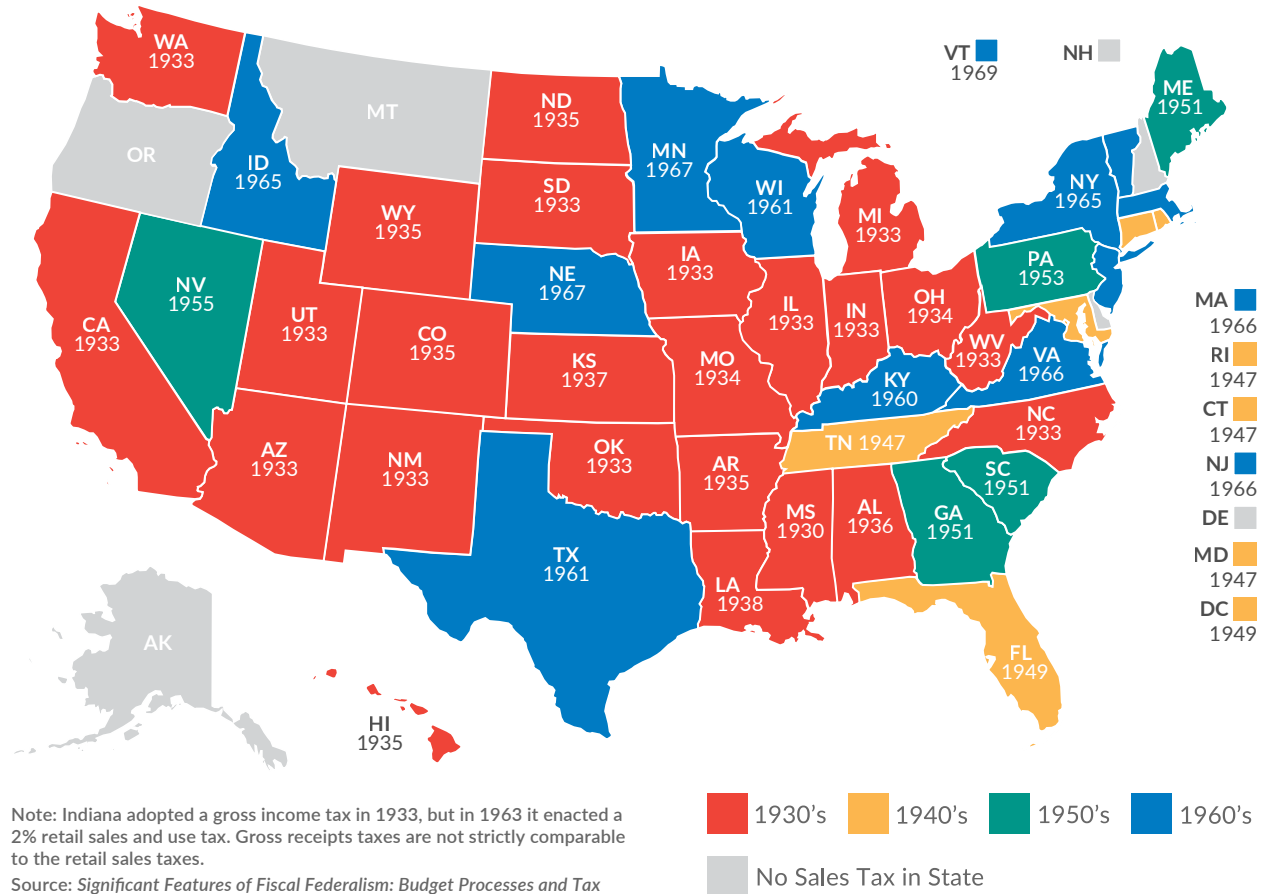 WA
1933
OR
MT
ID
1965
ND
1935
SD
1933
MN
1967
WI
1961
MI
1933
VT
1969
NH
ME
1951
NY
1965
CA
1933
NV
1955
WY
1935
UT
1933
CO
1935
NE
1967
IA
1933
KS
1937
MO
1934
IL
1933
IN
1933
OH
1934
PA
1953
WV
1933
VA
1966
KY
1960
TN 1947
NC
1933
SC
1951
GA
1951
AZ
1933
NM
1933
OK
1933
AR
1935
TX
1961
LA
1938
MS
1930
AL
1936
FL
1949
MA
1966
RI
1947
CT
1947
NJ
1966
DE
MD
1947
DC
1949
AK
HI
1935
1930's
1940's
1950's
1960's
No Sales Tax in State
Note: Indiana adopted a gross income tax in 1933, but in 1963 it enacted a
2% retail sales and use tax. Gross receipts taxes are not strictly comparable
to the retail sales taxes.
Source: Significant Features of Fiscal Federalism: Budget Processes and Tax